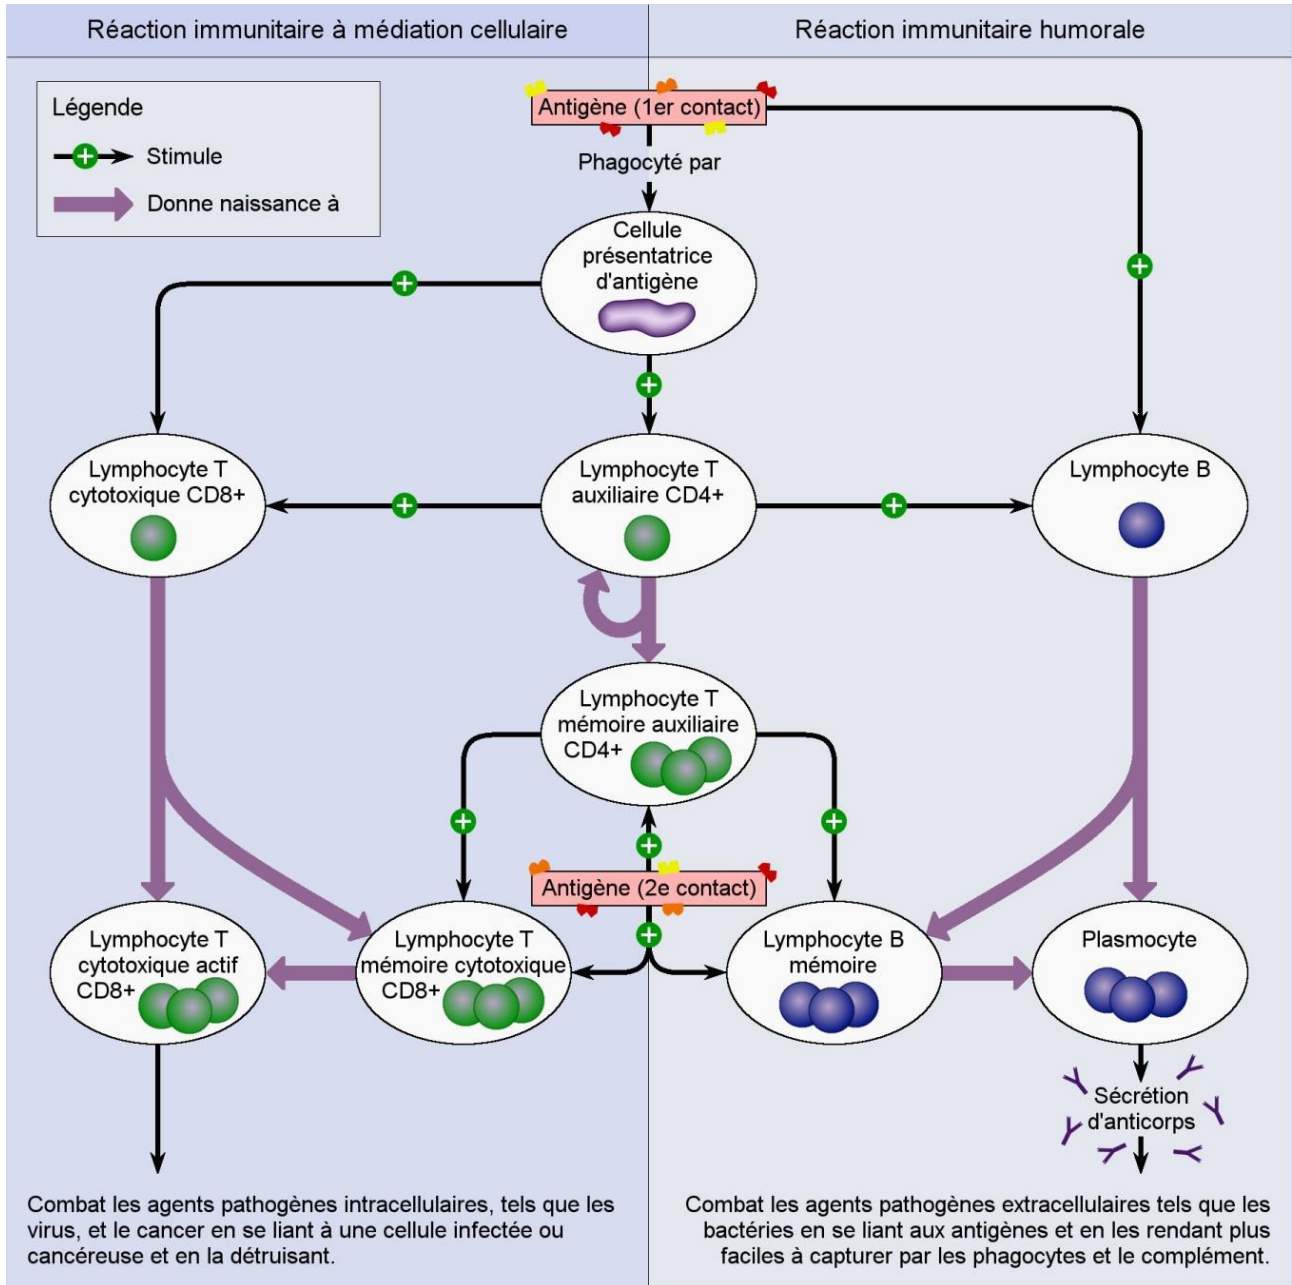 Réaction immunitaire à médiation cellulaire
Réaction immunitaire humorale
Légende
Stimule
Donne naissance à
Antigène (1er contact)
Phagocyté par
Cellule
présentatrice
d'antigène
Lymphocyte T
cytotoxique CD8+
Lymphocyte T
auxiliaire CD4+
Lymphocyte B
Lymphocyte T
mémoire auxiliaire
CD4+
Antigène (2e contact)
Lymphocyte T
cytotoxique actif
CD8+
Lymphocyte T
mémoire cytotoxique
CD8+
Lymphocyte B
mémoire
Plasmocyte
Sécrétion
d'anticorps
Combat les agents pathogènes intracellulaires, tels que les
virus, et le cancer en se liant à une cellule infectée ou
cancéreuse et en la détruisant.
Combat les agents pathogènes extracellulaires tels que les
bactéries en se liant aux antigènes et en les rendant plus
faciles à capturer par les phagocytes et le complément.